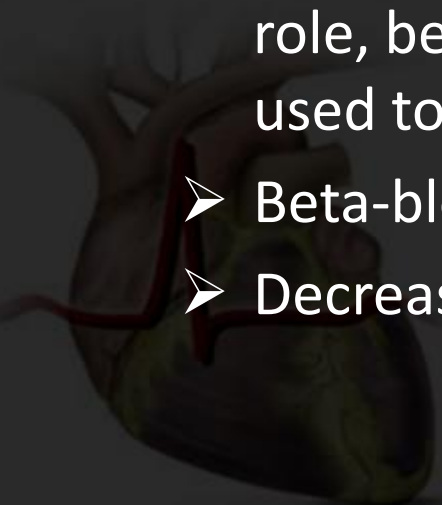 role, be
used to
➢ Beta-bl
➢ Decreas